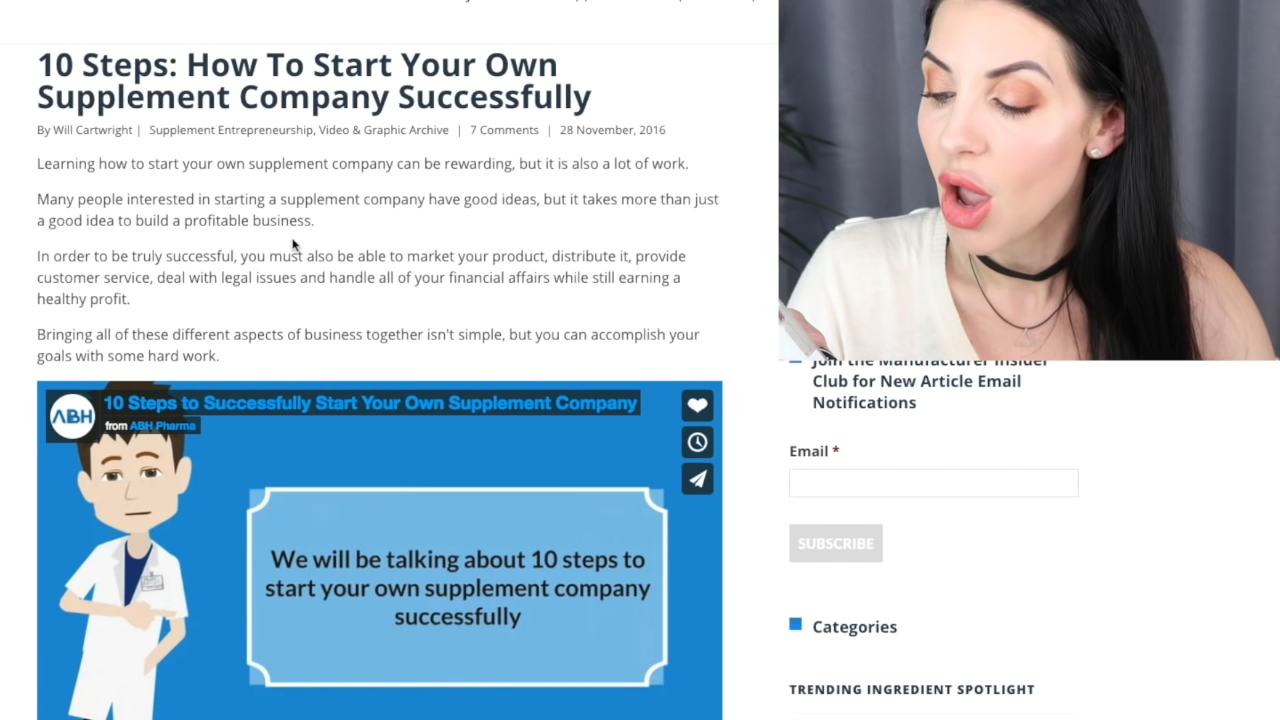 10 Steps: How To Start Your Own
Supplement Company Successfully
By Will Cartwright | Supplement Entrepreneurship, Video & Graphic Archive | 7 Comments | 28 November, 2016
Learning how to start your own supplement company can be rewarding, but it is also a lot of work.
Many people interested in starting a supplement company have good ideas, but it takes more than just
a good idea to build a profitable business.
In order to be truly successful, you must also be able to market your product, distribute it, provide
customer service, deal with legal issues and handle all of your financial affairs while still earning a
healthy profit.
Bringing all of these different aspects of business together isn't simple, but you can accomplish your
goals with some hard work.
ABH
10 Steps to Successfully Start Your Own Supplement Company
from ABH Pharma
We will be talking about 10 steps to
start your own supplement company
successfully
Join the Manufacturer Insider
Club for New Article Email
Notifications
Email *
SUBSCRIBE
Categories
TRENDING INGREDIENT SPOTLIGHT